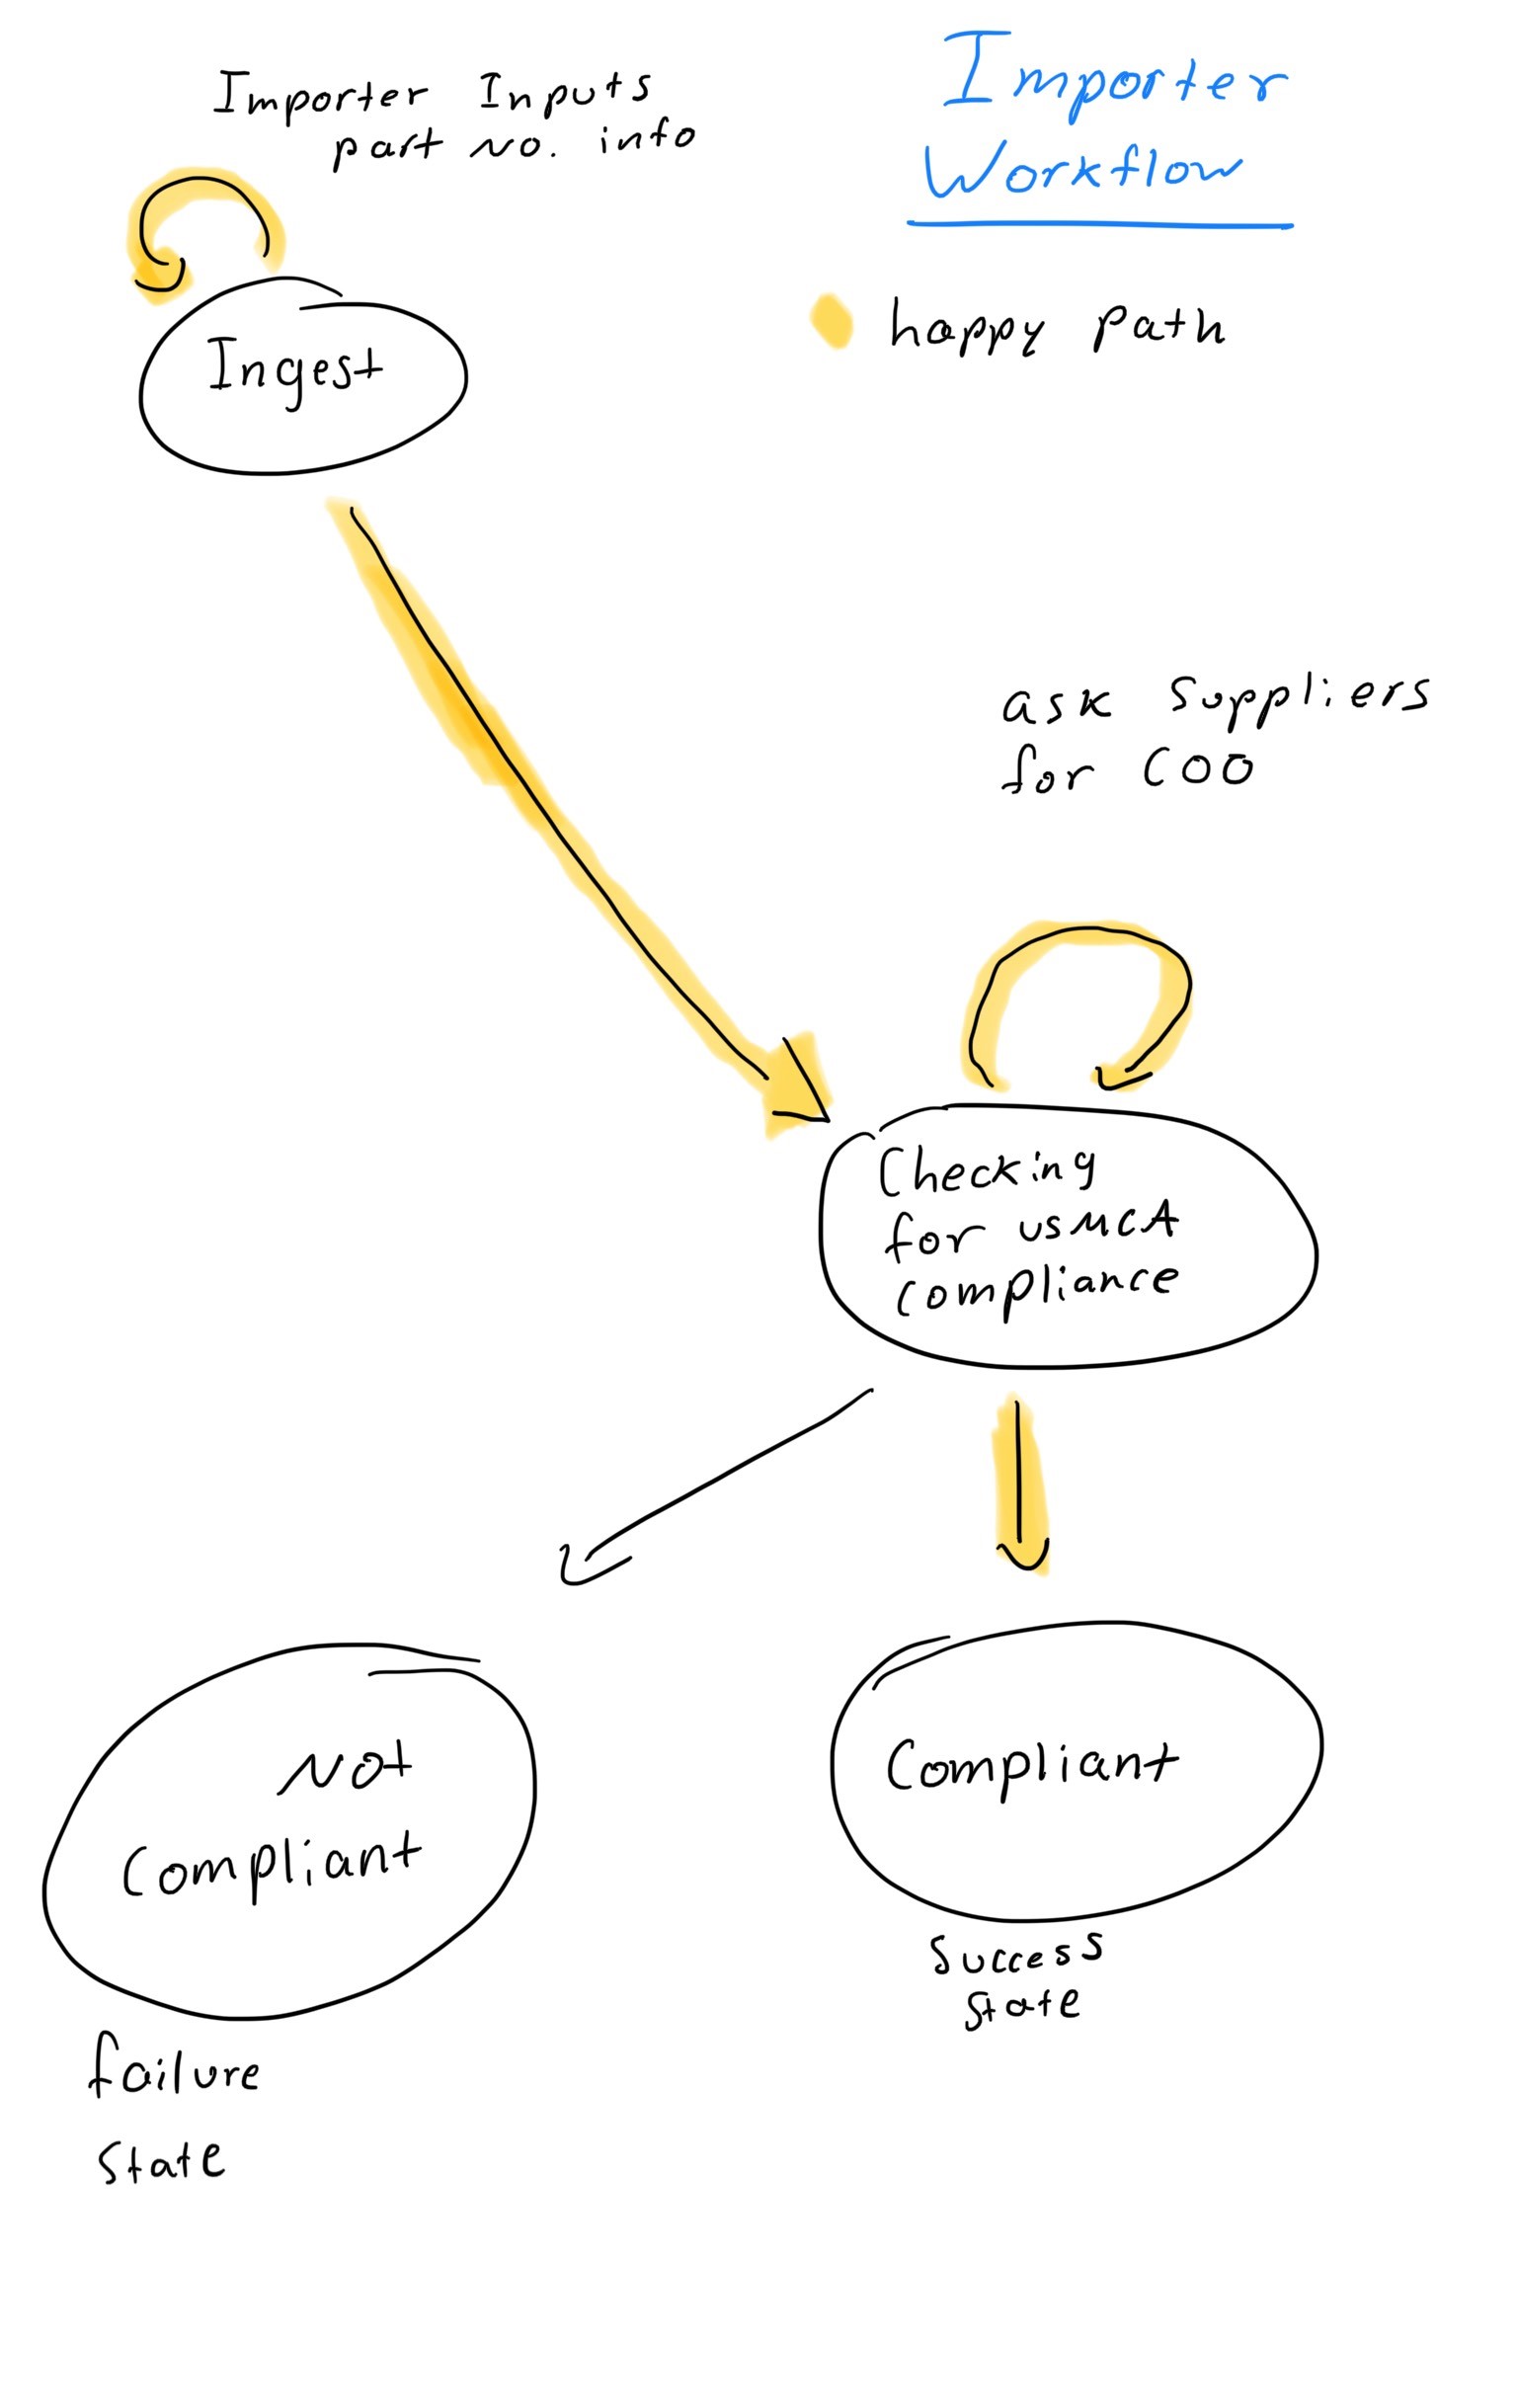 Importer Inputs
part no. info
Importer
Workflow
happy path
Ingest
ask suppliers
for COO
Checking
for USMCA
compliance
Not
Compliant
failure
state
Compliant
Success
state